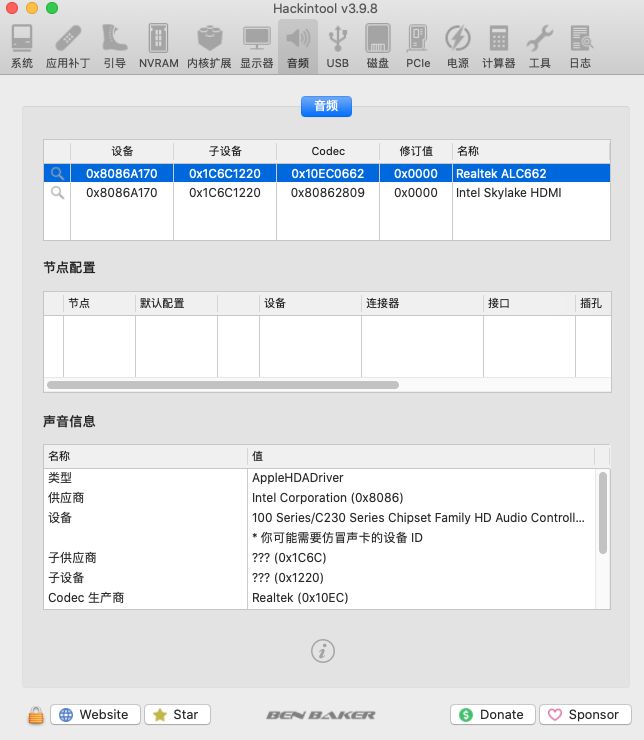 Hackintool v3.9.8
系统 应用补丁 引导 NVRAM 内核扩展 显示器 音频 USB 磁盘 PCIe 电源 计算器 工具 日志
音频
设备 子设备 Codec 修订值 名称
0x8086A170 0x1C6C1220 0x10EC0662 0x0000 Realtek ALC662
0x8086A170 0x1C6C1220 0x80862809 0x0000 Intel Skylake HDMI
节点配置
节点 默认配置 设备 连接器 接口 插孔
声音信息
名称 值
类型 AppleHDADriver
供应商 Intel Corporation (0x8086)
设备 100 Series/C230 Series Chipset Family HD Audio Controll...
* 你可能需要仿冒声卡的设备 ID
子供应商 ??? (0x1C6C)
子设备 ??? (0x1220)
Codec 生产商 Realtek (0x10EC)
Website Star BEN BAKER Donate Sponsor